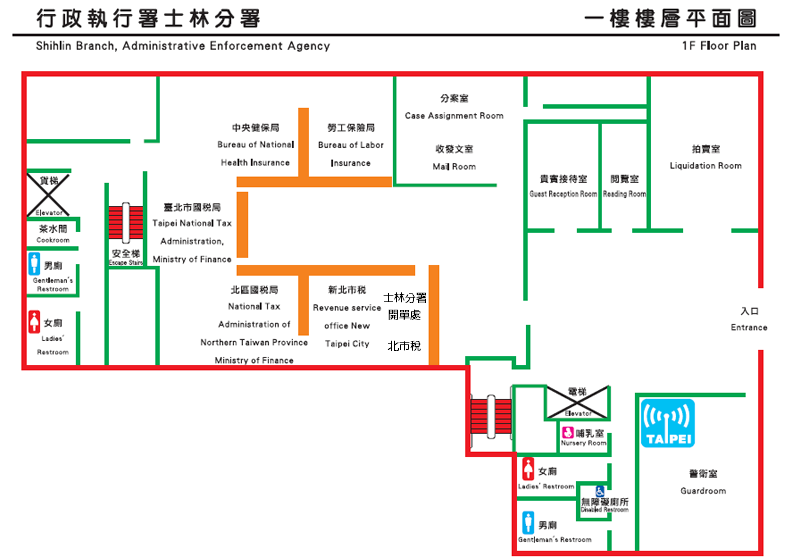 行政執行署士林分署
一樓樓層平面圖
Shihlin Branch, Administrative Enforcement Agency
1F Floor Plan
分案室
Case Assignment Room
收發文室
Mail Room
中央健保局
Bureau of National
Health Insurance
勞工保險局
Bureau of Labor
Insurance
貴賓接待室
Guest Reception Room
閱覽室
Reading Room
拍賣室
Liquidation Room
貨梯
Elevator
茶水間
Cookroom
男廁
Gentleman's
Restroom
女廁
Ladies'
Restroom
安全梯
Escape Stairs
臺北市國稅局
Taipei National Tax
Administration,
Ministry of Finance
北區國稅局
National Tax
Administration of
Northern Taiwan Province
Ministry of Finance
新北市稅
Revenue service
office New
Taipei City
士林分署
開單處
北市稅
入口
Entrance
電梯
Elevator
哺乳室
Nursery Room
女廁
Ladies' Restroom
無障礙廁所
Disabled Restroom
男廁
Gentleman's Restroom
TAIPEI
警衛室
Guardroom